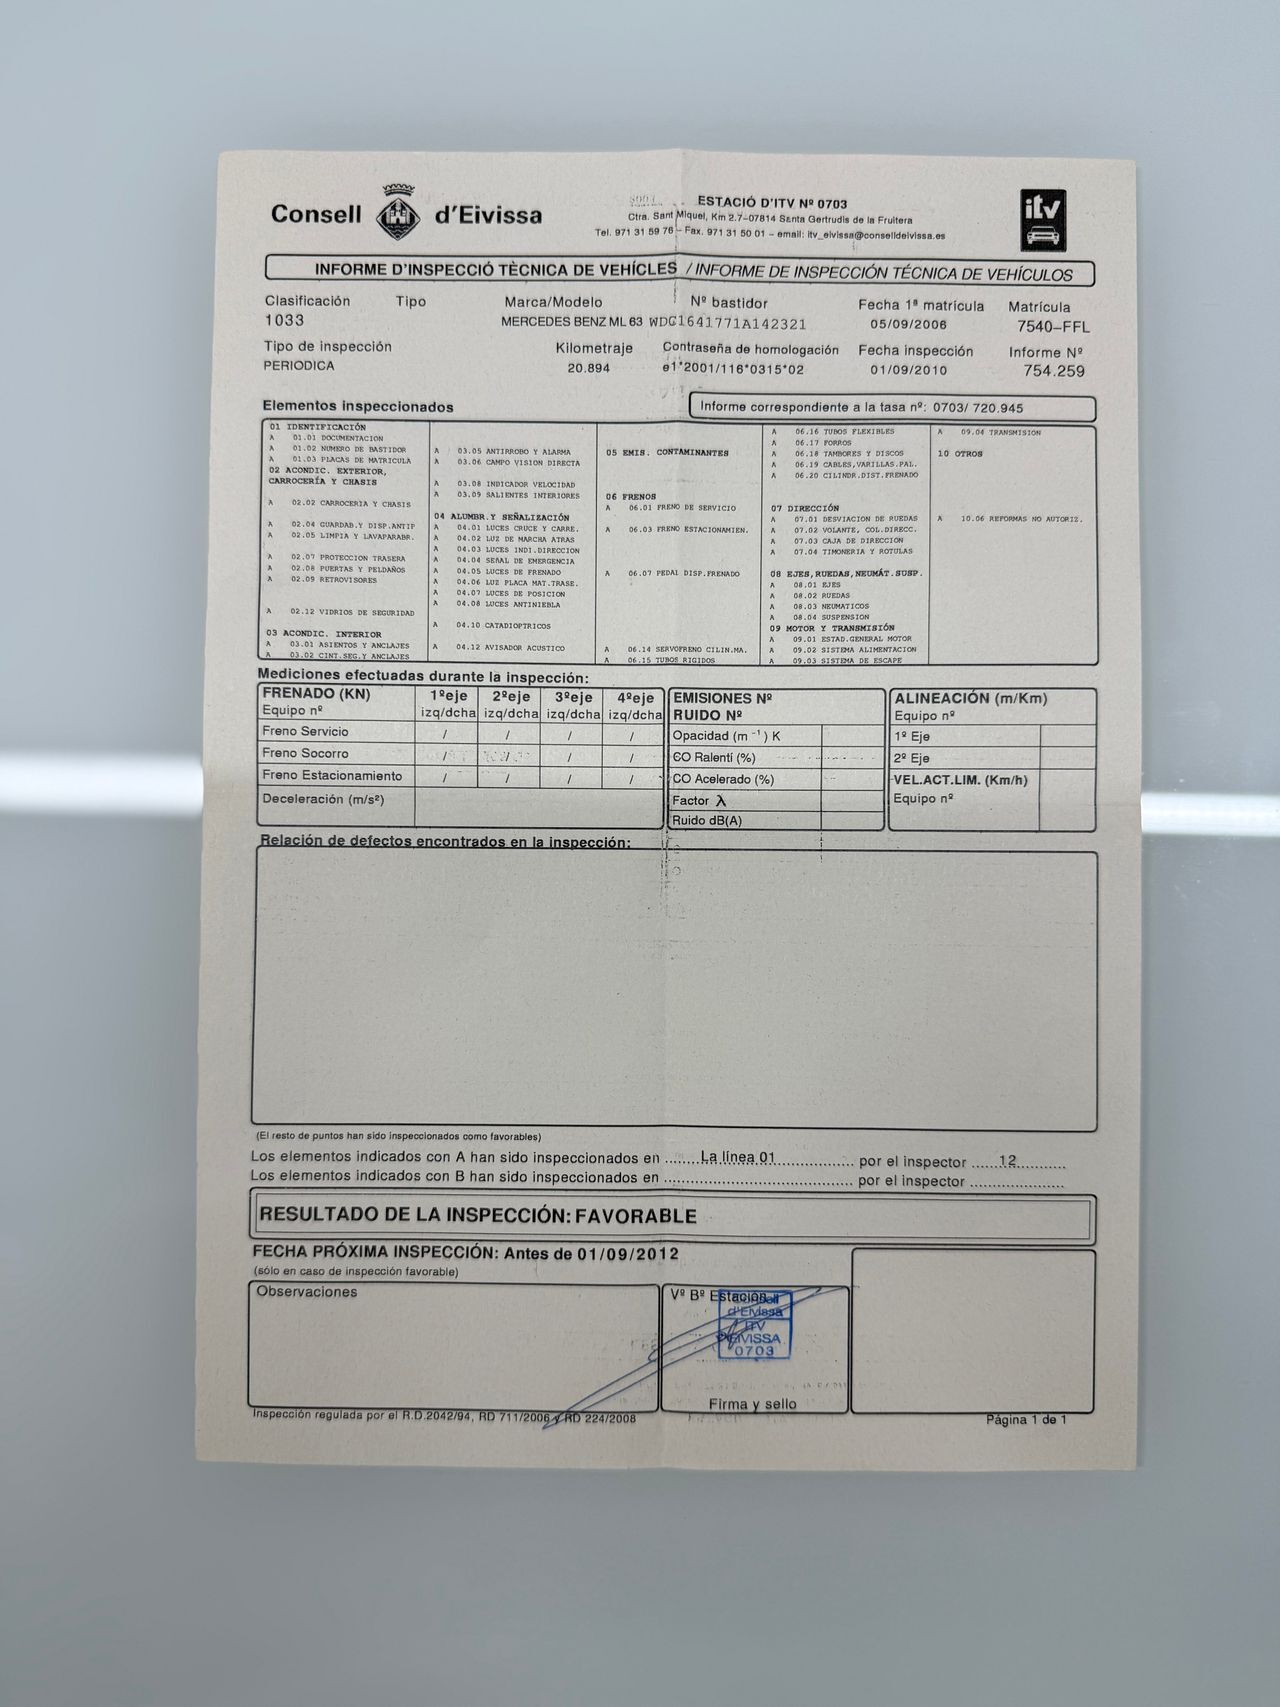 Consell d'Eivissa
ESTACIÓ D'ITV Nº 0703
Ctra. Sant Miquel, Km 2.7-07814 Santa Gertrudis de la Fruitera
Tel. 971 31 59 76 - Fax. 971 31 50 01 - email: itv_eivissa@conselldeivissa.es
itv
INFORME D'INSPECCIÓ TÈCNICA DE VEHÍCLES / INFORME DE INSPECCIÓN TÉCNICA DE VEHÍCULOS
Clasificación Tipo Marca/Modelo Nº bastidor Fecha 1ª matrícula Matrícula
1033 MERCEDES BENZ ML 63 WDC1641771A142321 05/09/2006 7540-FFL
Tipo de inspección Kilometraje Contraseña de homologación Fecha inspección Informe Nº
PERIODICA 20.894 e1*2001/116*0315*02 01/09/2010 754.259
Elementos inspeccionados
Informe correspondiente a la tasa nº: 0703/ 720.945
01 IDENTIFICACIÓN
A 01.01 DOCUMENTACION
A 01.02 NUMERO DE BASTIDOR
A 01.03 PLACAS DE MATRICULA
02 ACONDIC. EXTERIOR,
CARROCERÍA Y CHASIS
A 02.02 CARROCERIA Y CHASIS
A 02.04 GUARDAB.Y DISP.ANTIP
A 02.05 LIMPIA Y LAVAPARABR.
A 02.07 PROTECCION TRASERA
A 02.08 PUERTAS Y PELDAÑOS
A 02.09 RETROVISORES
A 02.12 VIDRIOS DE SEGURIDAD
03 ACONDIC. INTERIOR
A 03.01 ASIENTOS Y ANCLAJES
A 03.02 CINT.SEG.Y ANCLAJES
A 03.05 ANTIRROBO Y ALARMA
A 03.06 CAMPO VISION DIRECTA
A 03.08 INDICADOR VELOCIDAD
A 03.09 SALIENTES INTERIORES
04 ALUMBR.Y SEÑALIZACIÓN
A 04.01 LUCES CRUCE Y CARRE.
A 04.02 LUZ DE MARCHA ATRAS
A 04.03 LUCES INDI.DIRECCION
A 04.04 SEÑAL DE EMERGENCIA
A 04.05 LUCES DE FRENADO
A 04.06 LUZ PLACA MAT.TRASE.
A 04.07 LUCES DE POSICION
A 04.08 LUCES ANTINIEBLA
A 04.10 CATADIOPTRICOS
A 04.12 AVISADOR ACUSTICO
05 EMIS. CONTAMINANTES
06 FRENOS
A 06.01 FRENO DE SERVICIO
A 06.03 FRENO ESTACIONAMIEN.
A 06.07 PEDAL DISP.FRENADO
A 06.14 SERVOFRENO CILIN.MA.
A 06.15 TUBOS RIGIDOS
A 06.16 TUBOS FLEXIBLES
A 06.17 FORROS
A 06.18 TAMBORES Y DISCOS
A 06.19 CABLES,VARILLAS.PAL.
A 06.20 CILINDR.DIST.FRENADO
07 DIRECCIÓN
A 07.01 DESVIACION DE RUEDAS
A 07.02 VOLANTE, COL.DIRECC.
A 07.03 CAJA DE DIRECCION
A 07.04 TIMONERIA Y ROTULAS
08 EJES,RUEDAS,NEUMÁT.SUSP.
A 08.01 EJES
A 08.02 RUEDAS
A 08.03 NEUMATICOS
A 08.04 SUSPENSION
09 MOTOR Y TRANSMISIÓN
A 09.01 ESTAD.GENERAL MOTOR
A 09.02 SISTEMA ALIMENTACION
A 09.03 SISTEMA DE ESCAPE
A 09.04 TRANSMISION
10 OTROS
A 10.06 REFORMAS NO AUTORIZ.
Mediciones efectuadas durante la inspección:
FRENADO (KN) 1ºeje 2ºeje 3ºeje 4ºeje
Equipo nº izq/dcha izq/dcha izq/dcha izq/dcha
Freno Servicio / / / /
Freno Socorro / / / /
Freno Estacionamiento / / / /
Deceleración (m/s²)
EMISIONES Nº
RUIDO Nº
Opacidad (m ⁻¹) K
CO Ralentí (%)
CO Acelerado (%)
Factor λ
Ruido dB(A)
ALINEACIÓN (m/Km)
Equipo nº
1º Eje
2º Eje
VEL.ACT.LIM. (Km/h)
Equipo nº
Relación de defectos encontrados en la inspección:
(El resto de puntos han sido inspeccionados como favorables)
Los elementos indicados con A han sido inspeccionados en ....... La línea 01 ................ por el inspector ......12...........
Los elementos indicados con B han sido inspeccionados en ........................................ por el inspector ....................
RESULTADO DE LA INSPECCIÓN: FAVORABLE
FECHA PRÓXIMA INSPECCIÓN: Antes de 01/09/2012
(sólo en caso de inspección favorable)
Observaciones
Vº Bº Estación
Consell
d'Eivissa
ITV
D'EIVISSA
0703
Firma y sello
Inspección regulada por el R.D.2042/94, RD 711/2006 y RD 224/2008
Página 1 de 1